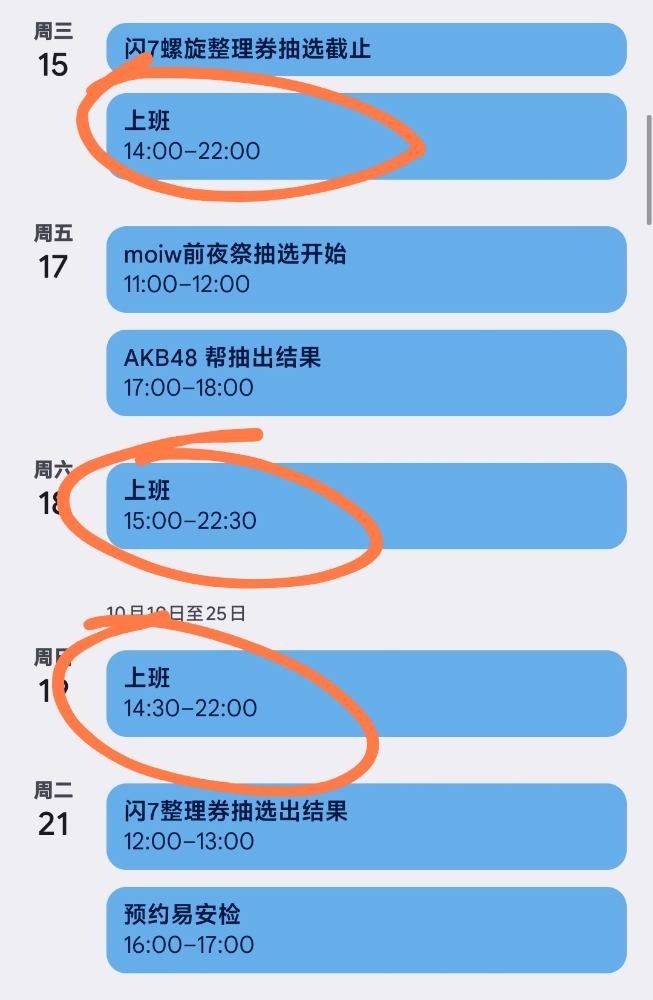 周三
15
闪7螺旋整理券抽选截止
上班
14:00–22:00
周五
17
moiw前夜祭抽选开始
11:00–12:00
AKB48 帮抽出结果
17:00–18:00
周六
18
上班
15:00–22:30
10月19日至25日
周日
19
上班
14:30–22:00
周二
21
闪7整理券抽选出结果
12:00–13:00
预约易安检
16:00–17:00